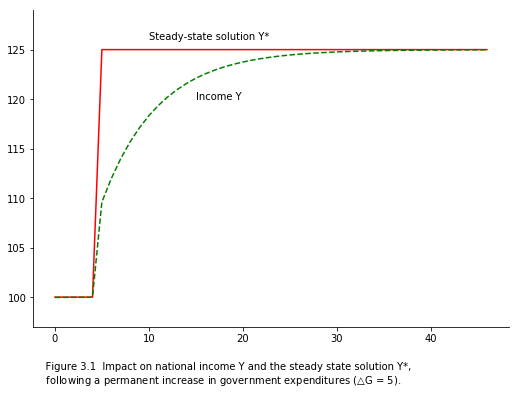 Steady-state solution Y*
125
120
Income Y
115
110
105
100
0 10 20 30 40
Figure 3.1 Impact on national income Y and the steady state solution Y*,
following a permanent increase in government expenditures (△G = 5).